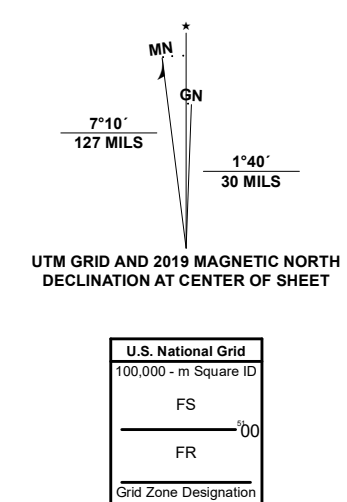 MN
GN
7°10´
127 MILS
1°40´
30 MILS
UTM GRID AND 2019 MAGNETIC NORTH
DECLINATION AT CENTER OF SHEET
U.S. National Grid
100,000 - m Square ID
FS
5100
FR
Grid Zone Designation